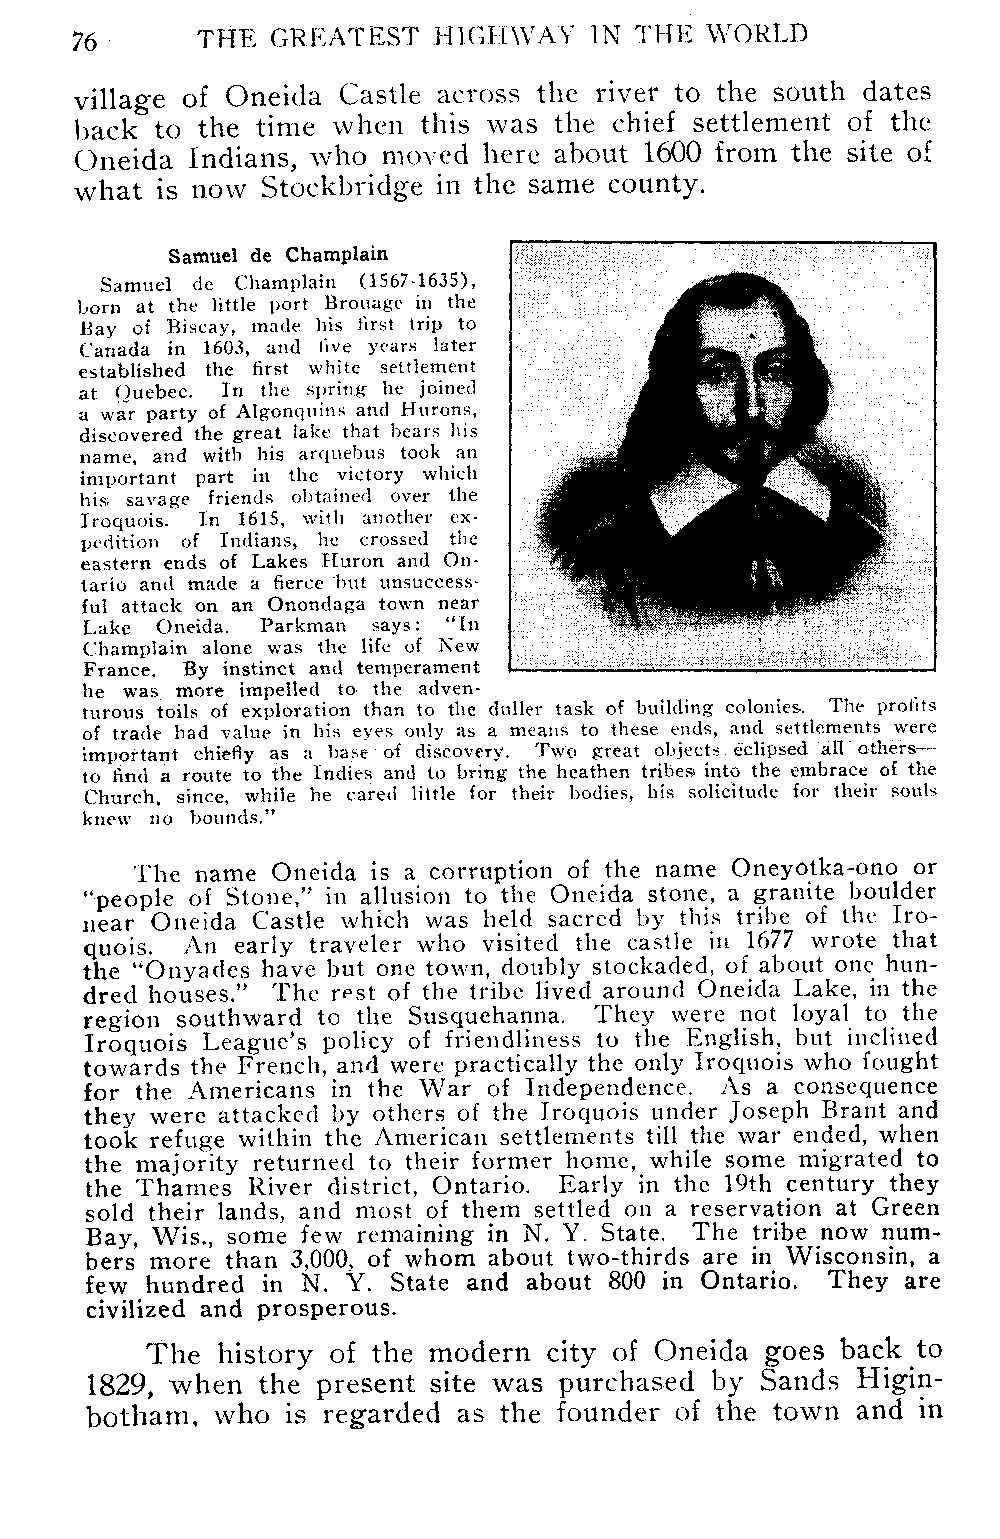 76 THE GREATEST HIGHWAY IN THE WORLD
village of Oneida Castle across the river to the south dates
back to the time when this was the chief settlement of the
Oneida Indians, who moved here about 1600 from the site of
what is now Stockbridge in the same county.
Samuel de Champlain
Samuel de Champlain (1567-1635),
born at the little port Brouage in the
Bay of Biscay, made his first trip to
Canada in 1603, and five years later
established the first white settlement
at Quebec. In the spring he joined
a war party of Algonquins and Hurons,
discovered the great lake that bears his
name, and with his arquebus took an
important part in the victory which
his savage friends obtained over the
Iroquois. In 1615, with another ex-
pedition of Indians, he crossed the
eastern ends of Lakes Huron and On-
tario and made a fierce but unsuccess-
ful attack on an Onondaga town near
Lake Oneida. Parkman says: "In
Champlain alone was the life of New
France. By instinct and temperament
he was more impelled to the adven-
turous toils of exploration than to the duller task of building colonies. The profits
of trade had value in his eyes only as a means to these ends, and settlements were
important chiefly as a base of discovery. Two great objects eclipsed all others—
to find a route to the Indies and to bring the heathen tribes into the embrace of the
Church, since, while he cared little for their bodies, his solicitude for their souls
knew no bounds."
The name Oneida is a corruption of the name Oneyotka-ono or
"people of Stone," in allusion to the Oneida stone, a granite boulder
near Oneida Castle which was held sacred by this tribe of the Iro-
quois. An early traveler who visited the castle in 1677 wrote that
the "Onyades have but one town, doubly stockaded, of about one hun-
dred houses." The rest of the tribe lived around Oneida Lake, in the
region southward to the Susquehanna. They were not loyal to the
Iroquois League's policy of friendliness to the English, but inclined
towards the French, and were practically the only Iroquois who fought
for the Americans in the War of Independence. As a consequence
they were attacked by others of the Iroquois under Joseph Brant and
took refuge within the American settlements till the war ended, when
the majority returned to their former home, while some migrated to
the Thames River district, Ontario. Early in the 19th century they
sold their lands, and most of them settled on a reservation at Green
Bay, Wis., some few remaining in N. Y. State. The tribe now num-
bers more than 3,000, of whom about two-thirds are in Wisconsin, a
few hundred in N. Y. State and about 800 in Ontario. They are
civilized and prosperous.
The history of the modern city of Oneida goes back to
1829, when the present site was purchased by Sands Higin-
botham, who is regarded as the founder of the town and in